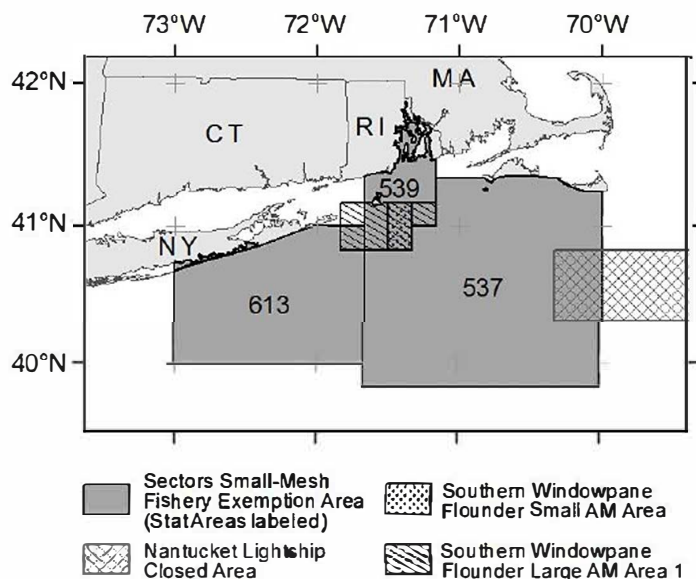 73°W 72°W 71°W 70°W
42°N
MA
CT
RI
539
41°N
NY
537
613
40°N
Sectors Small-Mesh
Fishery Exemption Area
(Stat Areas labeled)
Nantucket Lightship
Closed Area
Southern Windowpane
Flounder Small AM Area
Southern Windowpane
Flounder Large AM Area 1